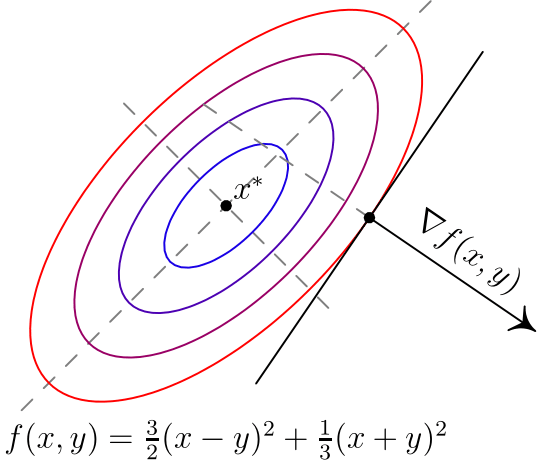 x*
∇f(x, y)
f(x, y) = 3/2(x − y)² + 1/3(x + y)²